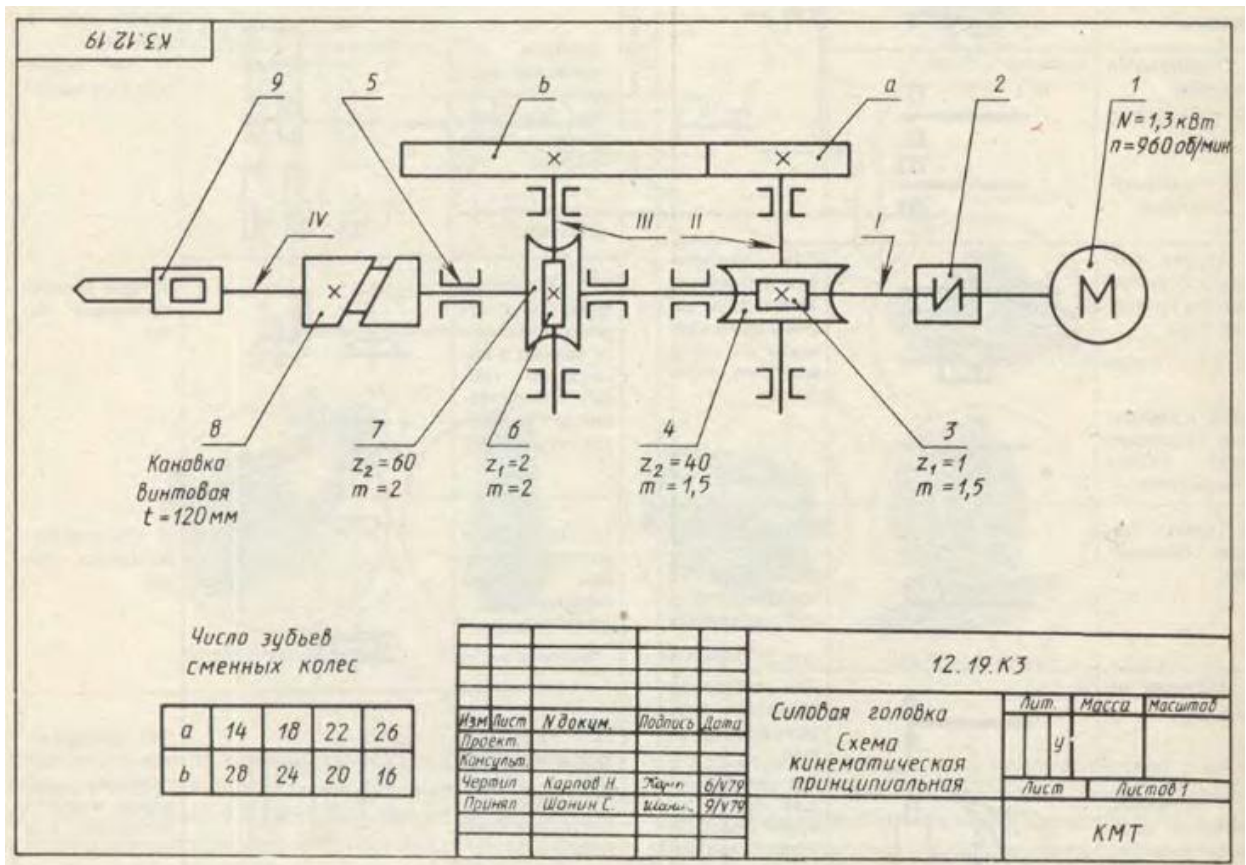 К3.12.19
9
5
b
a
2
1
N=1,3 кВт
n=960 об/мин
IV
III
II
I
M
8
Канавка
винтовая
t=120 мм
7
z₂=60
m=2
6
z₁=2
m=2
4
z₂=40
m=1,5
3
z₁=1
m=1,5
Число зубьев
сменных колес
a 14 18 22 26
b 28 24 20 16
12.19.К3
Изм Лист N докум. Подпись Дата
Проект.
Консульт.
Чертил Карпов Н. 6/V79
Принял Шонин С. 9/V79
Силовая головка
Схема
кинематическая
принципиальная
Лит. Масса Масштаб
У
Лист Листов 1
КМТ